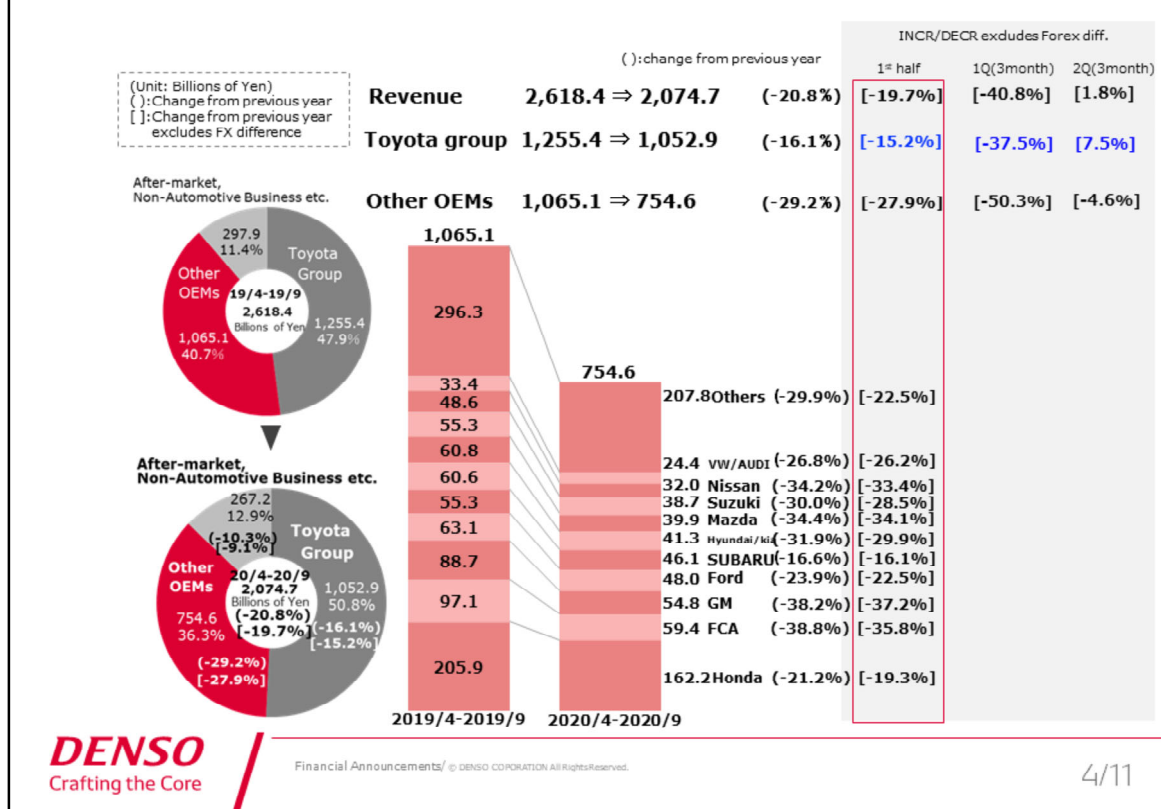 INCR/DECR excludes Forex diff.
( ):change from previous year
1st half 1Q(3month) 2Q(3month)
(Unit: Billions of Yen)
( ):Change from previous year
[ ]:Change from previous year
excludes FX difference
Revenue 2,618.4 ⇒ 2,074.7 (-20.8%) [-19.7%] [-40.8%] [1.8%]
Toyota group 1,255.4 ⇒ 1,052.9 (-16.1%) [-15.2%] [-37.5%] [7.5%]
Other OEMs 1,065.1 ⇒ 754.6 (-29.2%) [-27.9%] [-50.3%] [-4.6%]
After-market,
Non-Automotive Business etc.
297.9
11.4%
Toyota
Group
Other
OEMs
19/4-19/9
2,618.4
Billions of Yen
1,255.4
47.9%
1,065.1
40.7%
After-market,
Non-Automotive Business etc.
267.2
12.9%
(-10.3%)
[-9.1%]
Toyota
Group
Other
OEMs
20/4-20/9
2,074.7
Billions of Yen
(-20.8%)
[-19.7%]
1,052.9
50.8%
(-16.1%)
[-15.2%]
754.6
36.3%
(-29.2%)
[-27.9%]
1,065.1
296.3
33.4
48.6
55.3
60.8
60.6
55.3
63.1
88.7
97.1
205.9
2019/4-2019/9
754.6
207.8Others (-29.9%) [-22.5%]
24.4 VW/AUDI (-26.8%) [-26.2%]
32.0 Nissan (-34.2%) [-33.4%]
38.7 Suzuki (-30.0%) [-28.5%]
39.9 Mazda (-34.4%) [-34.1%]
41.3 Hyundai/kia(-31.9%) [-29.9%]
46.1 SUBARU(-16.6%) [-16.1%]
48.0 Ford (-23.9%) [-22.5%]
54.8 GM (-38.2%) [-37.2%]
59.4 FCA (-38.8%) [-35.8%]
162.2Honda (-21.2%) [-19.3%]
2020/4-2020/9
DENSO
Crafting the Core
Financial Announcements/ © DENSO COPORATION All Rights Reserved.
4/11